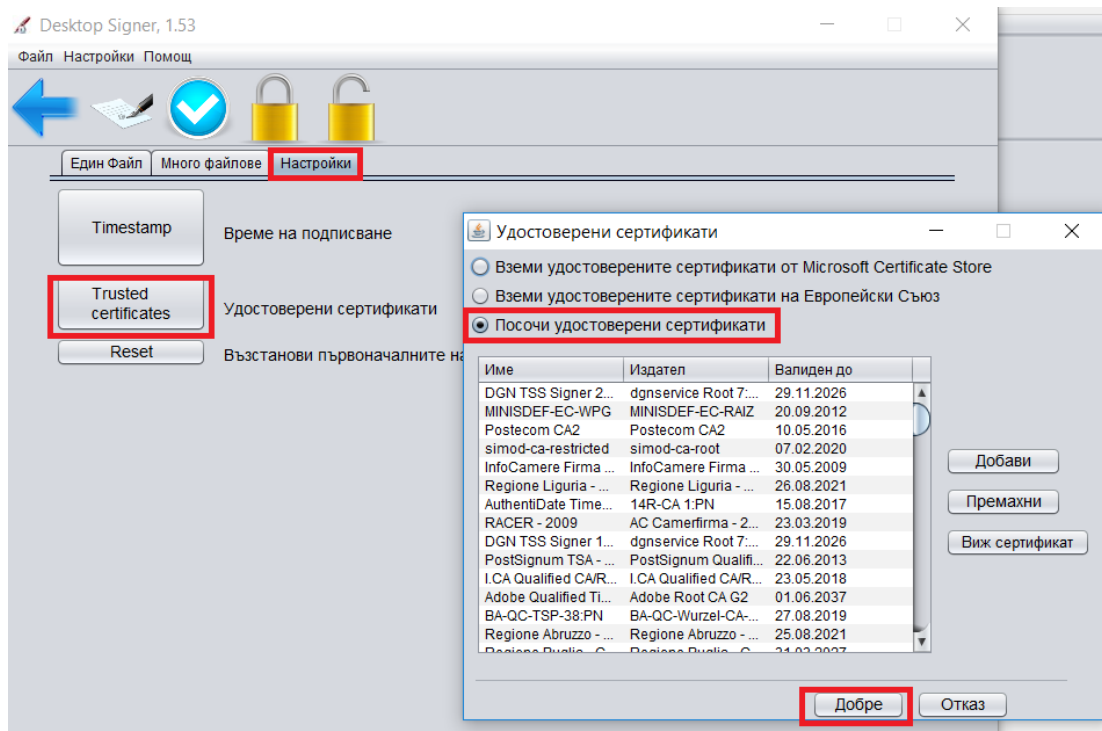 Desktop Signer, 1.53
Файл Настройки Помощ
Един Файл Много файлове Настройки
Timestamp Време на подписване
Trusted certificates Удостоверени сертификати
Reset Възстанови първоначалните на
Удостоверени сертификати
Вземи удостоверените сертификати от Microsoft Certificate Store
Вземи удостоверените сертификати на Европейски Съюз
Посочи удостоверени сертификати
Име Издател Валиден до
DGN TSS Signer 2... dgnservice Root 7:... 29.11.2026
MINISDEF-EC-WPG MINISDEF-EC-RAIZ 20.09.2012
Postecom CA2 Postecom CA2 10.05.2016
simod-ca-restricted simod-ca-root 07.02.2020
InfoCamere Firma ... InfoCamere Firma ... 30.05.2009
Regione Liguria - ... Regione Liguria - ... 26.08.2021
AuthentiDate Time... 14R-CA 1:PN 15.08.2017
RACER - 2009 AC Camerfirma - 2... 23.03.2019
DGN TSS Signer 1... dgnservice Root 7:... 29.11.2026
PostSignum TSA - ... PostSignum Qualifi... 22.06.2013
I.CA Qualified CA/R... I.CA Qualified CA/R... 23.05.2018
Adobe Qualified Ti... Adobe Root CA G2 01.06.2037
BA-QC-TSP-38:PN BA-QC-Wurzel-CA-... 27.08.2019
Regione Abruzzo - ... Regione Abruzzo - ... 25.08.2021
Добави
Премахни
Виж сертификат
Добре Отказ